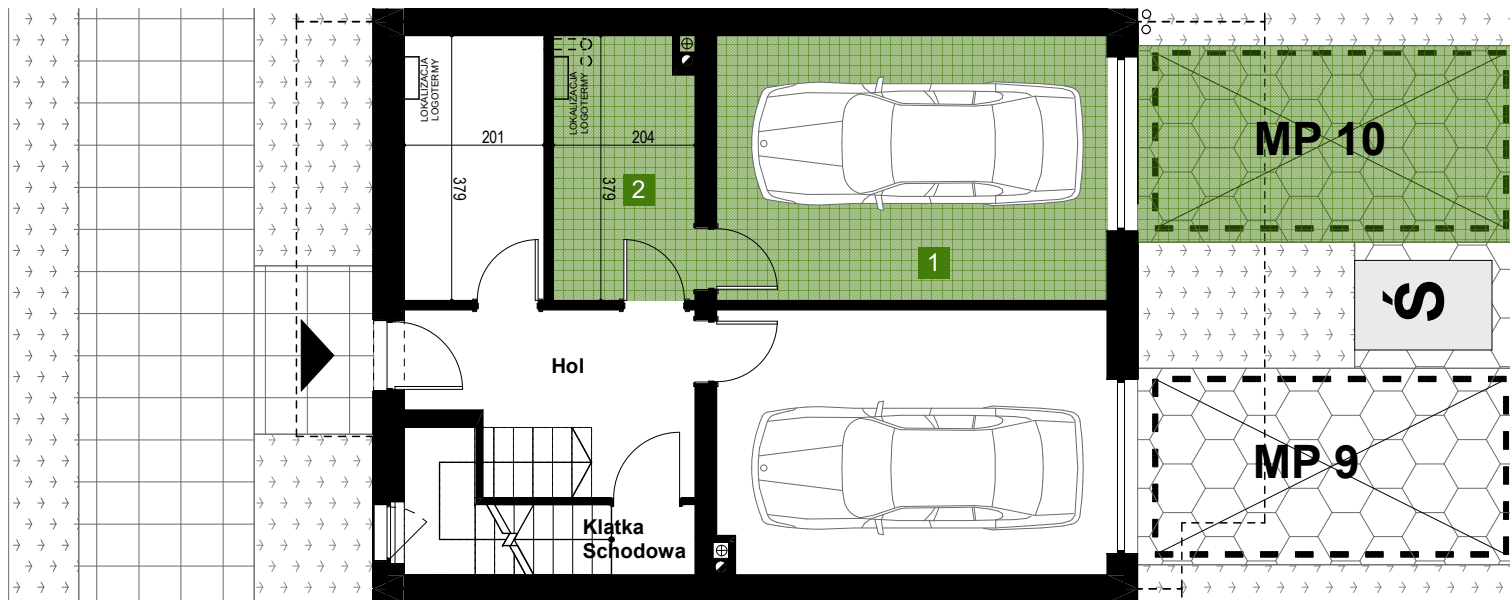 LOKALIZACJA
LOGOTERMY
201
379
LOKALIZACJA
LOGOTERMY
204
379
2
1
MP 10
Ś
Hol
MP 9
Klatka
Schodowa